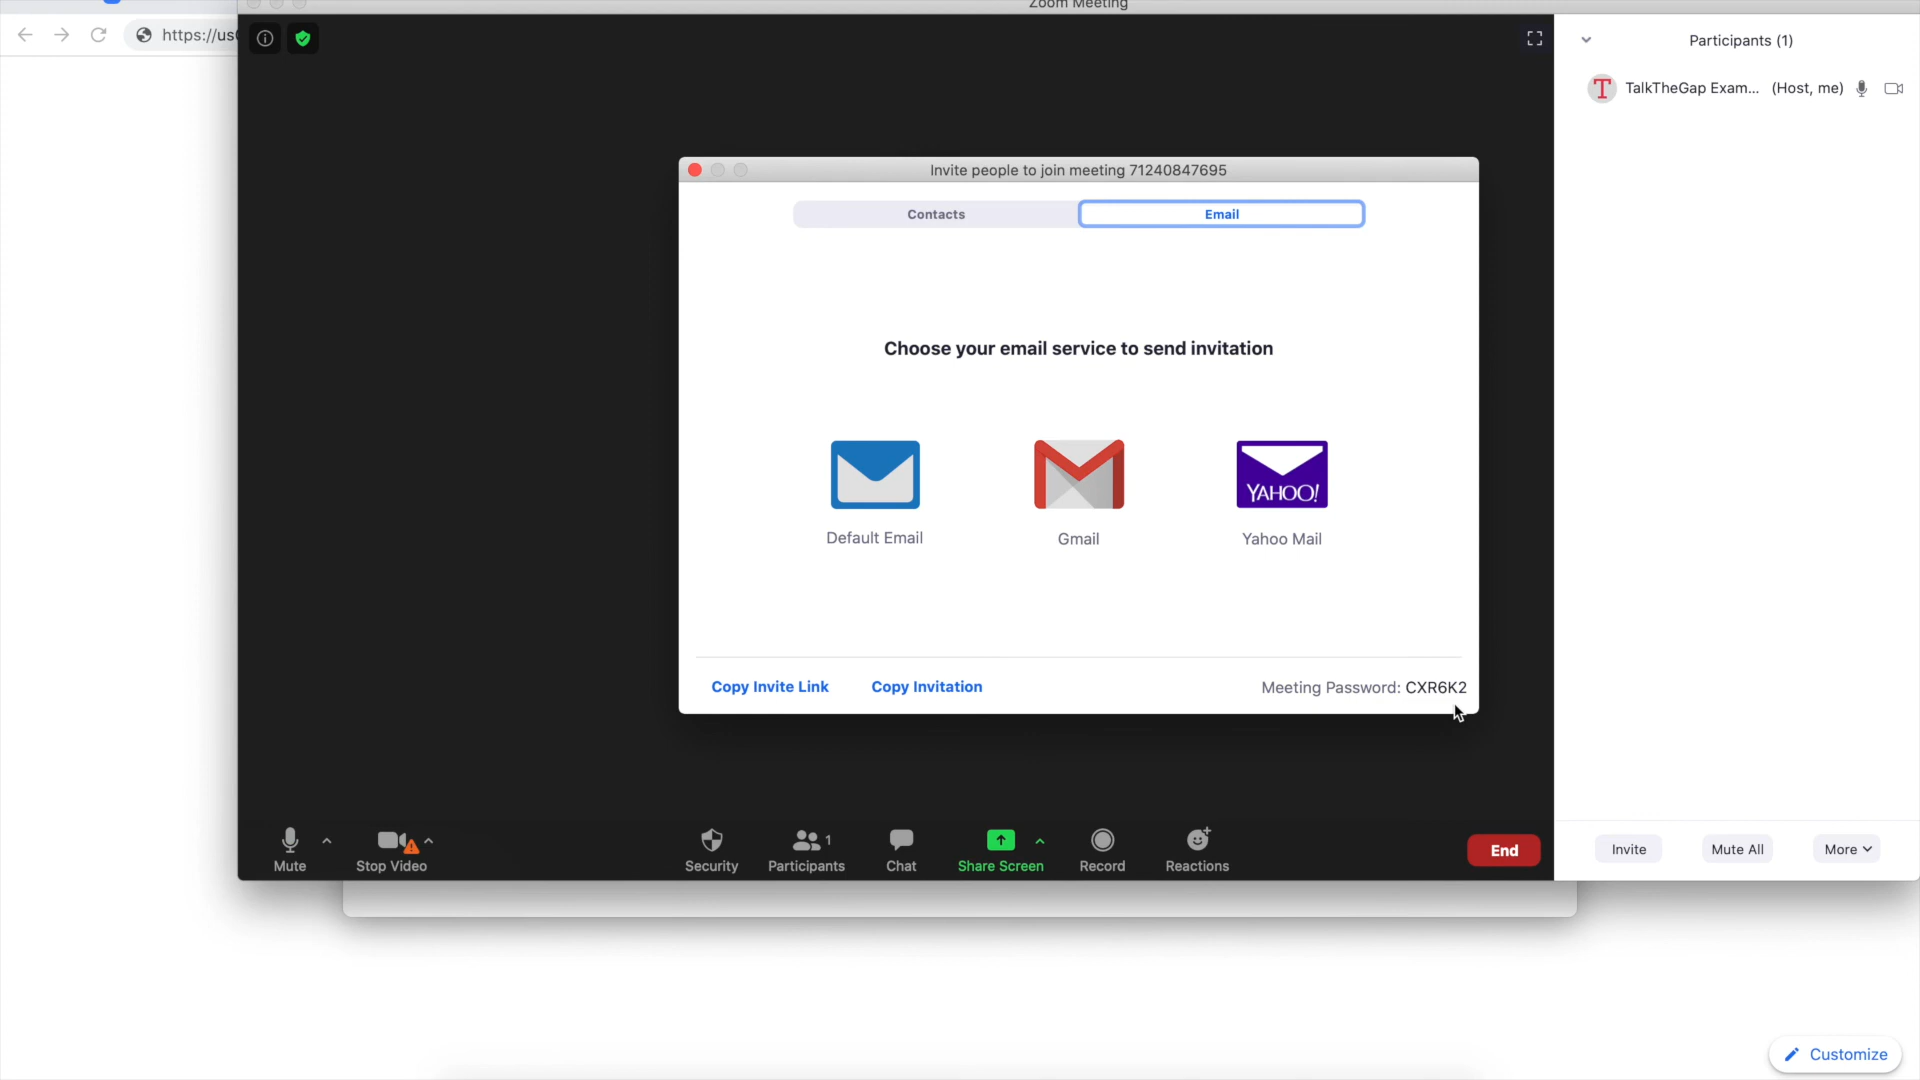 Zoom Meeting
https://us
Participants (1)
T TalkTheGap Exam... (Host, me)
Invite people to join meeting 71240847695
Contacts
Email
Choose your email service to send invitation
YAHOO!
Default Email
Gmail
Yahoo Mail
Copy Invite Link
Copy Invitation
Meeting Password: CXR6K2
1
Mute
Stop Video
Security
Participants
Chat
Share Screen
Record
Reactions
End
Invite
Mute All
More
Customize